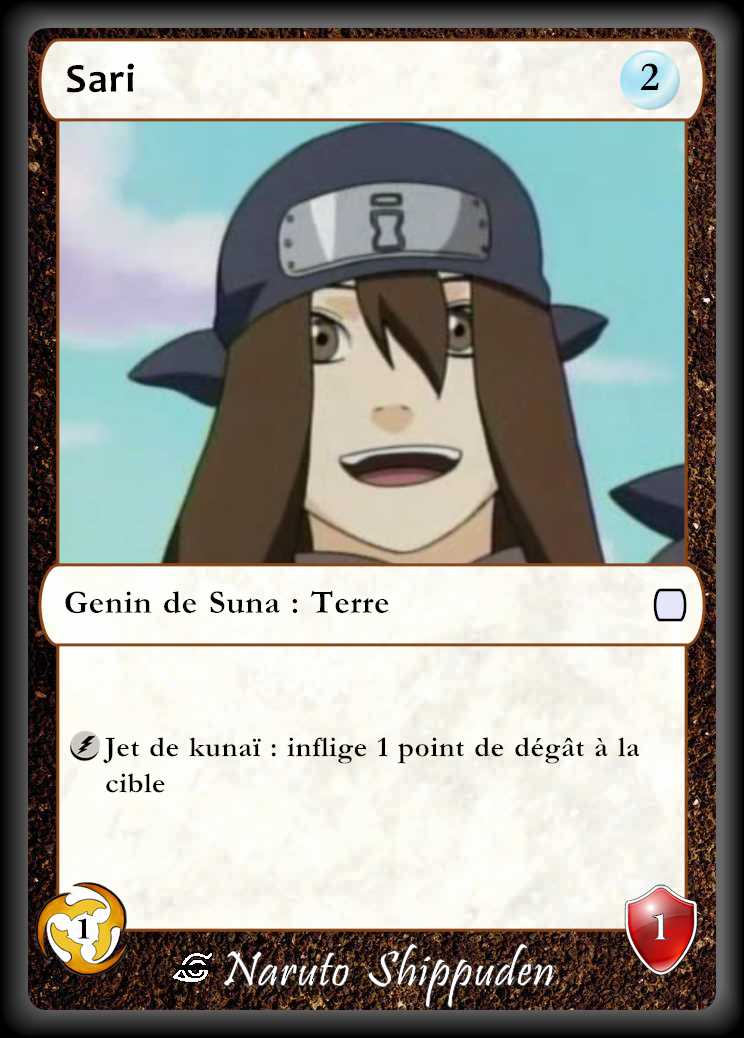 Sari
2
Genin de Suna : Terre
Jet de kunaï : inflige 1 point de dégât à la
cible
1
1
Naruto Shippuden